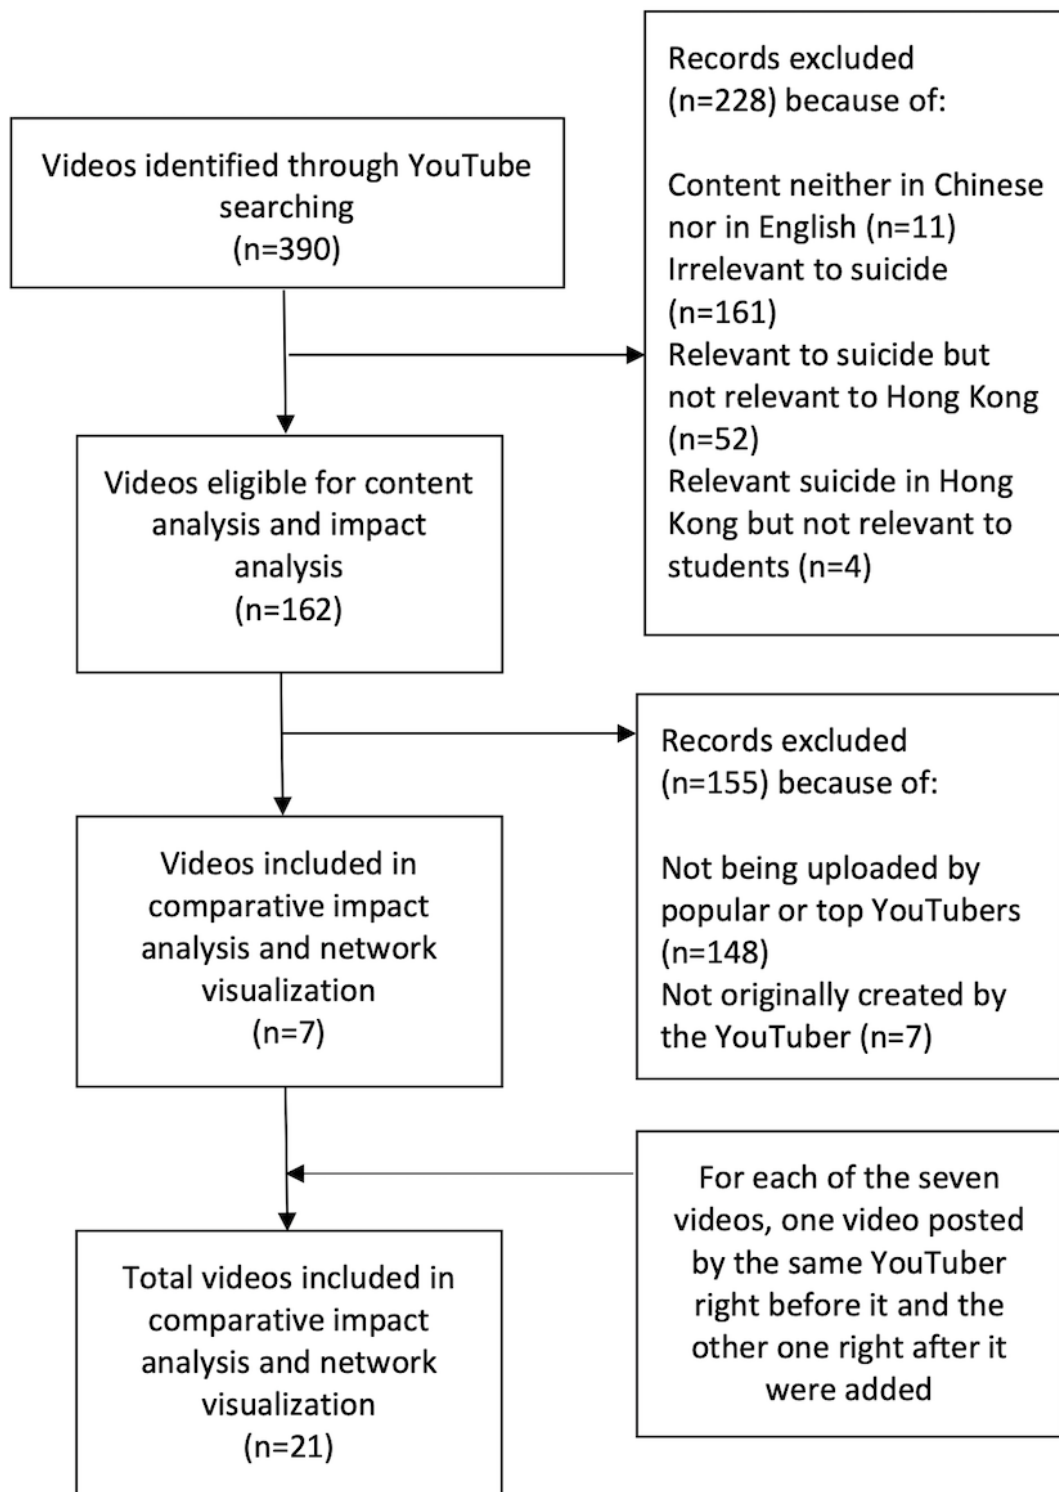 Records excluded
(n=228) because of:
Content neither in Chinese
nor in English (n=11)
Irrelevant to suicide
(n=161)
Relevant to suicide but
not relevant to Hong Kong
(n=52)
Relevant suicide in Hong
Kong but not relevant to
students (n=4)
Videos identified through YouTube
searching
(n=390)
Videos eligible for content
analysis and impact
analysis
(n=162)
Records excluded
(n=155) because of:
Not being uploaded by
popular or top YouTubers
(n=148)
Not originally created by
the YouTuber (n=7)
Videos included in
comparative impact
analysis and network
visualization
(n=7)
For each of the seven
videos, one video posted
by the same YouTuber
right before it and the
other one right after it
were added
Total videos included in
comparative impact
analysis and network
visualization
(n=21)